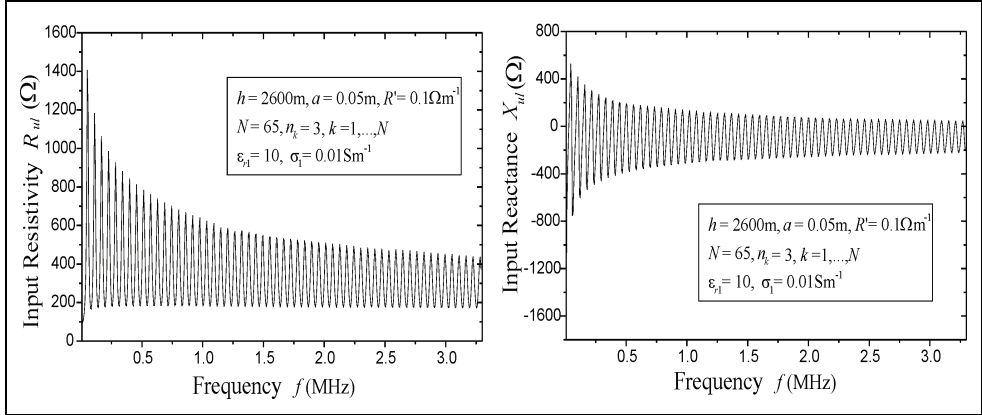 1600
1400
1200
1000
800
600
400
200
0
Input Resistivity R_ul (Ω)
h = 2600m, a = 0.05m, R'= 0.1Ωm⁻¹
N = 65, n_k = 3, k = 1,...,N
ε_r1 = 10, σ_1 = 0.01Sm⁻¹
0.5 1.0 1.5 2.0 2.5 3.0
Frequency f (MHz)
800
400
0
-400
-800
-1200
-1600
Input Reactance X_ul (Ω)
h = 2600m, a = 0.05m, R'= 0.1Ωm⁻¹
N = 65, n_k = 3, k = 1,...,N
ε_r1 = 10, σ_1 = 0.01Sm⁻¹
0.5 1.0 1.5 2.0 2.5 3.0
Frequency f (MHz)